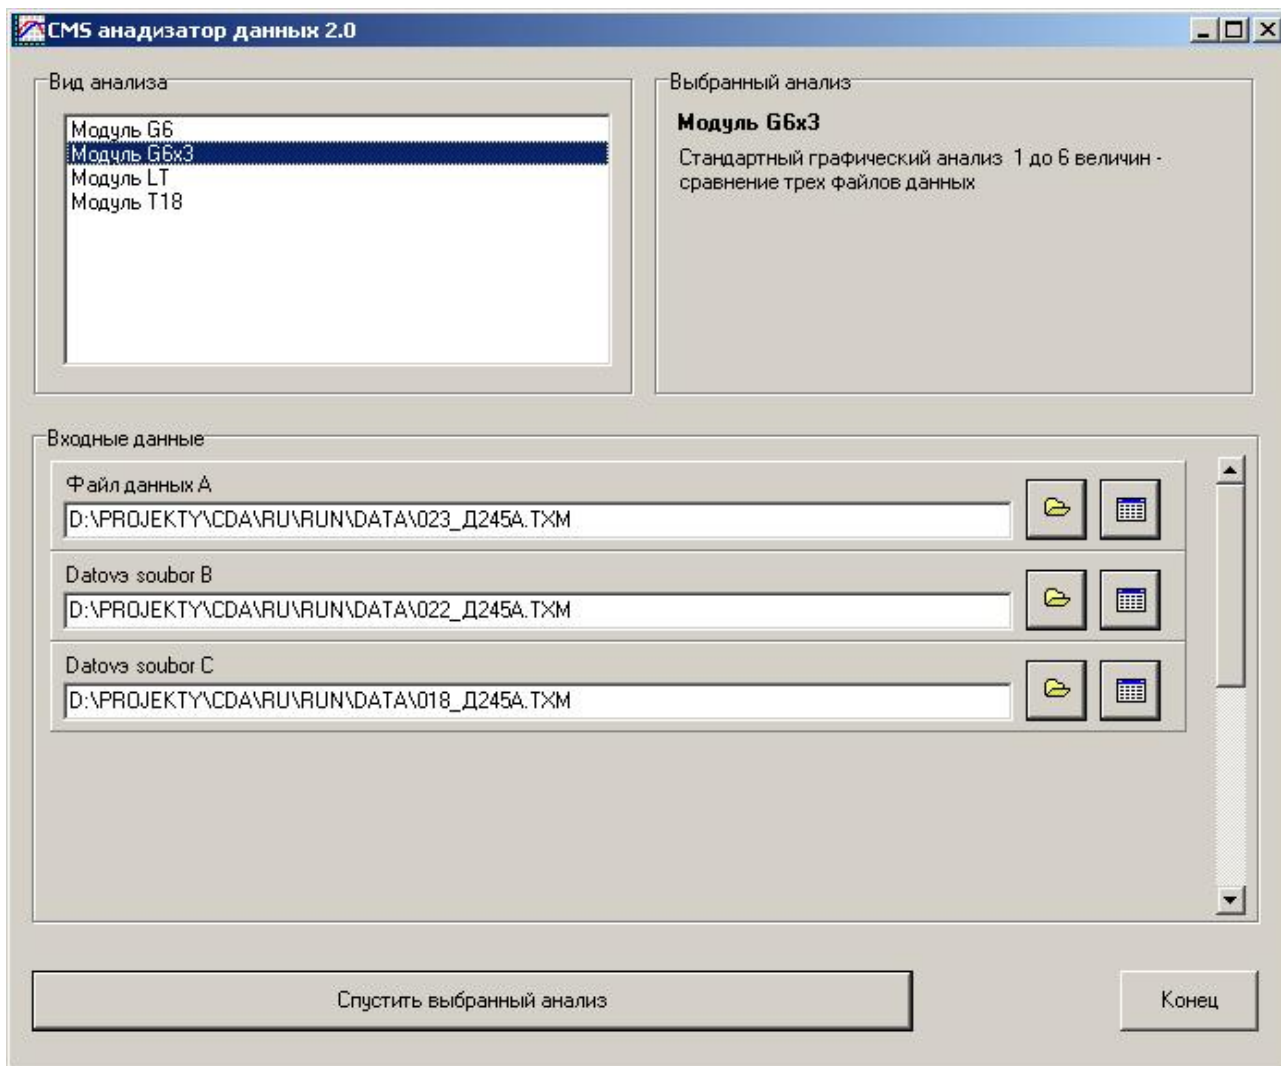 CMS анадизатор данных 2.0
Вид анализа
Модуль G6
Модуль G6x3
Модуль LT
Модуль T18
Выбранный анализ
Модуль G6x3
Стандартный графический анализ 1 до 6 величин -
сравнение трех файлов данных
Входные данные
Файл данных A
D:\PROJEKTY\CDA\RU\RUN\DATA\023_Д245A.TXM
Datovэ soubor B
D:\PROJEKTY\CDA\RU\RUN\DATA\022_Д245A.TXM
Datovэ soubor C
D:\PROJEKTY\CDA\RU\RUN\DATA\018_Д245A.TXM
Спустить выбранный анализ
Конец